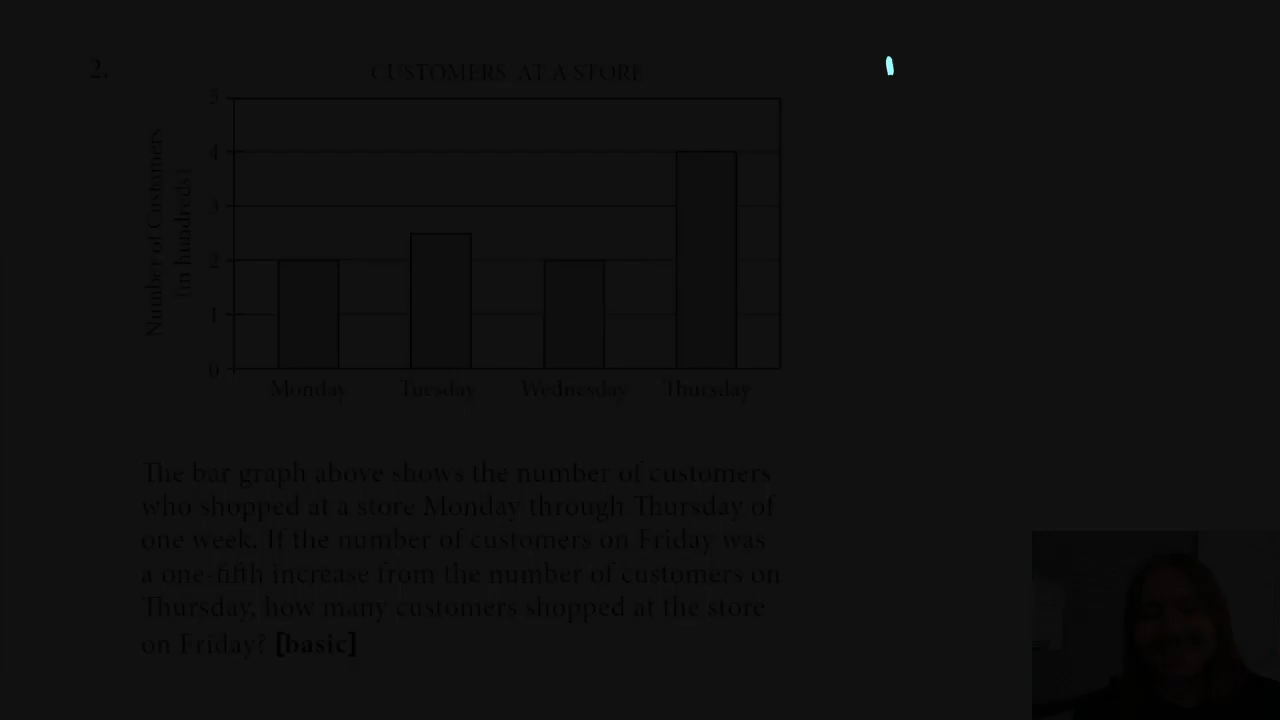 2.
CUSTOMERS AT A STORE
Number of Customers
(in hundreds)
5
4
3
2
1
0
Monday Tuesday Wednesday Thursday
The bar graph above shows the number of customers
who shopped at a store Monday through Thursday of
one week. If the number of customers on Friday was
a one-fifth increase from the number of customers on
Thursday, how many customers shopped at the store
on Friday? [basic]